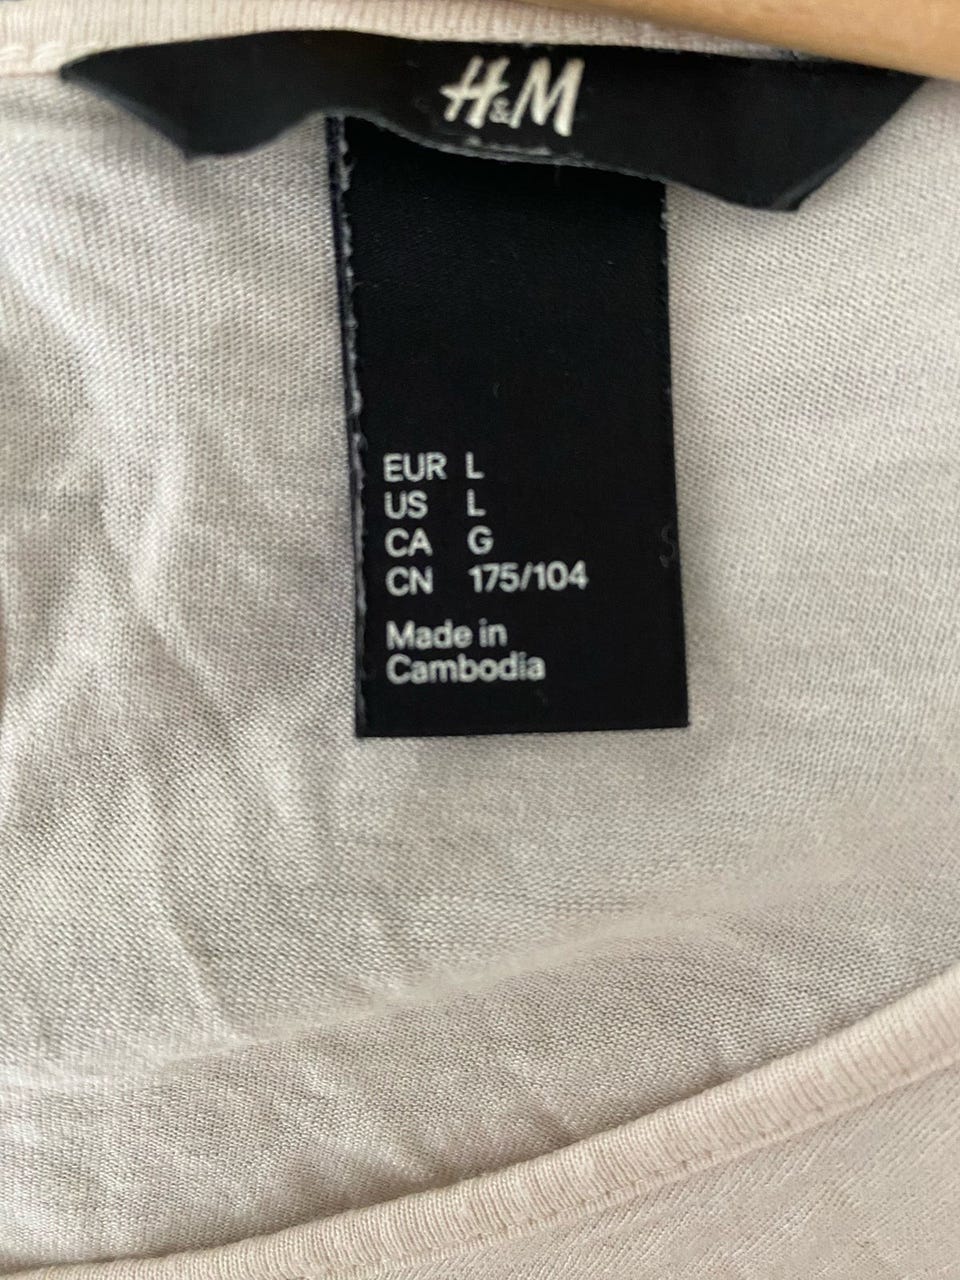 H&M
EUR L
US L
CA G
CN 175/104
Made in
Cambodia